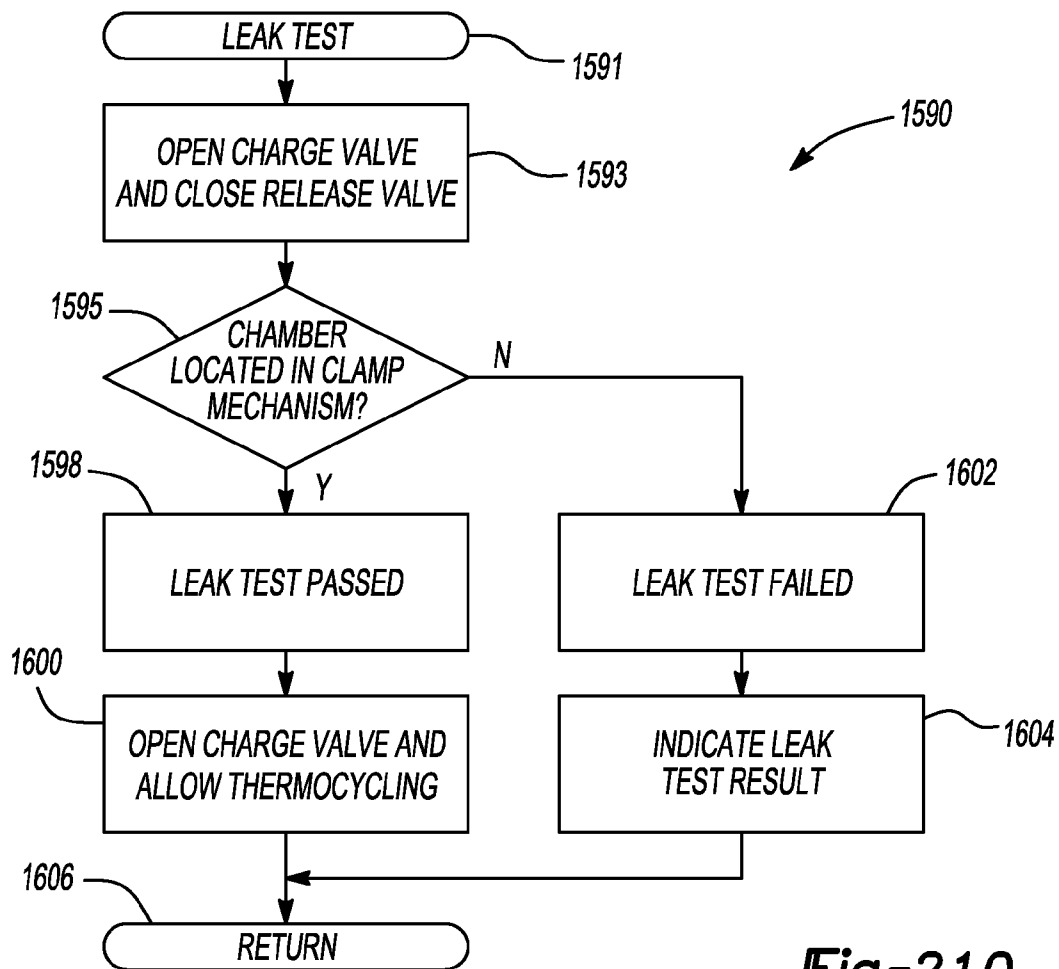 LEAK TEST
1591
1590
OPEN CHARGE VALVE
AND CLOSE RELEASE VALVE
1593
1595
CHAMBER
LOCATED IN CLAMP
MECHANISM?
N
Y
1598
LEAK TEST PASSED
1602
LEAK TEST FAILED
1600
OPEN CHARGE VALVE AND
ALLOW THERMOCYCLING
INDICATE LEAK
TEST RESULT
1604
1606
RETURN
Fig-210